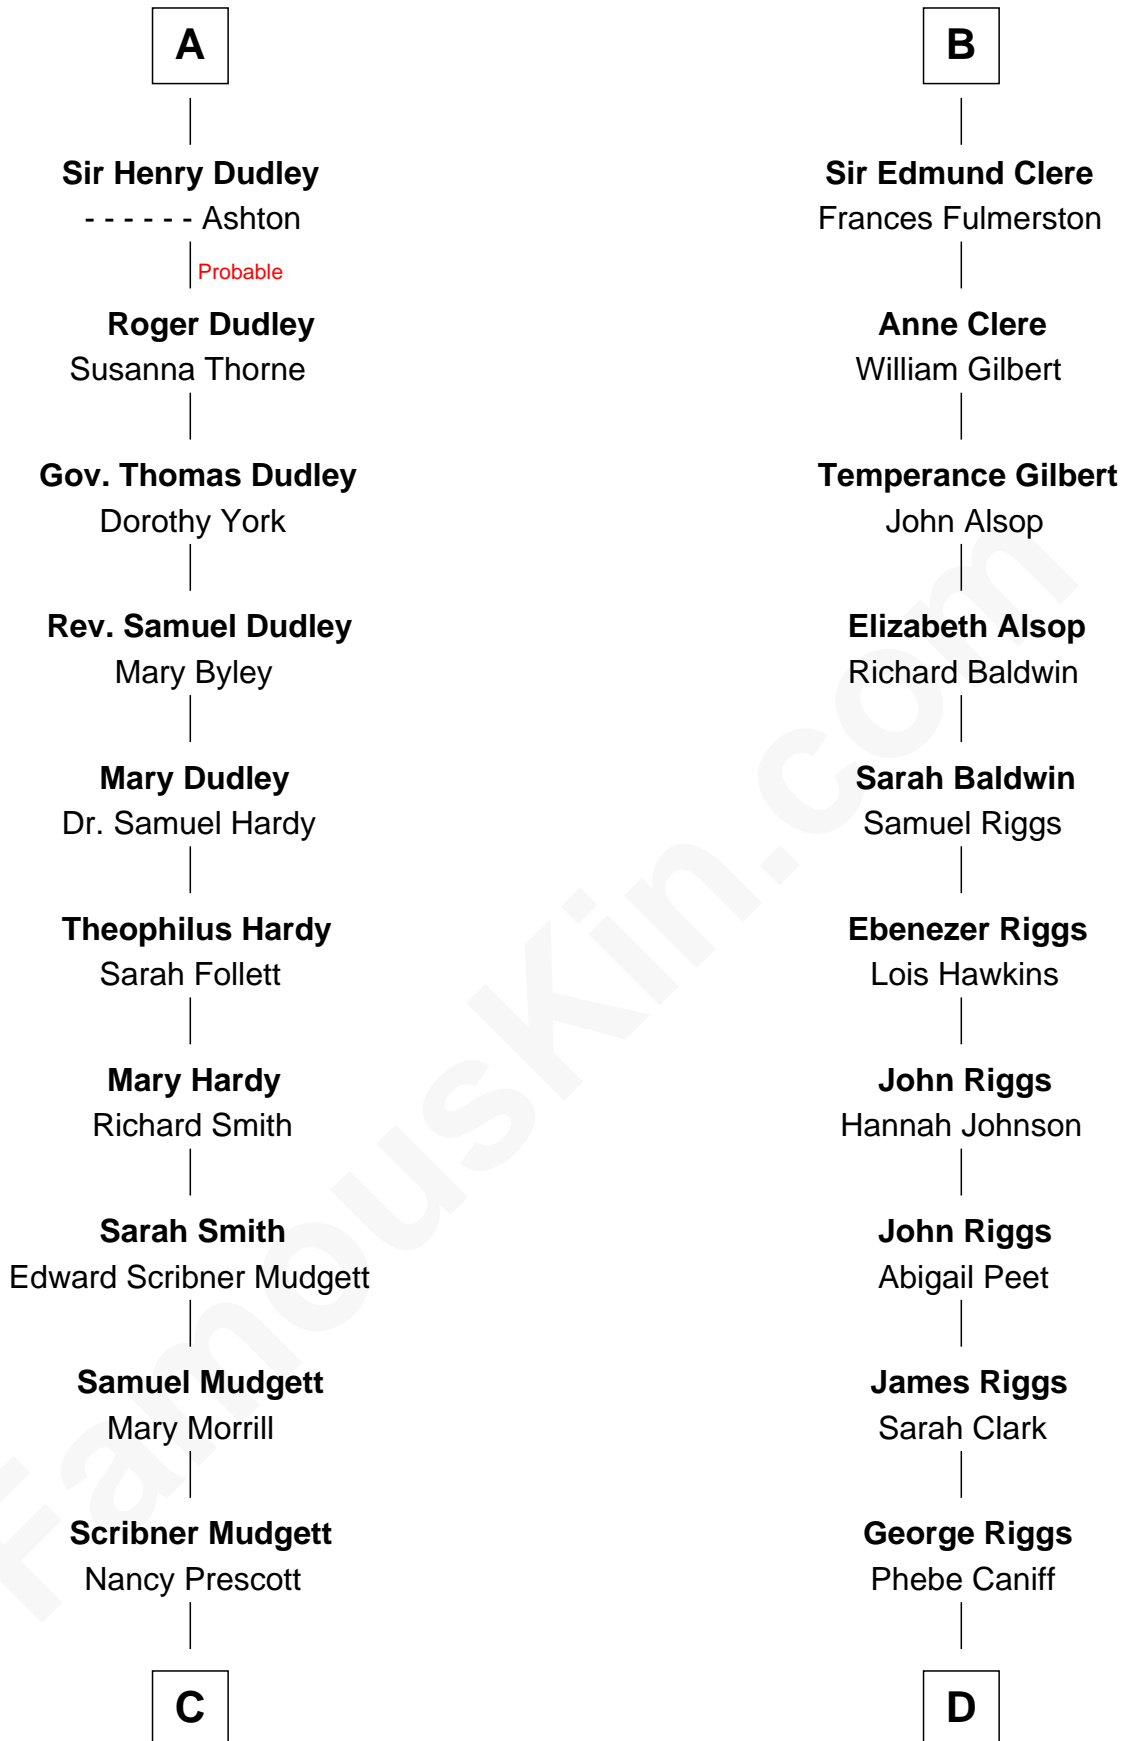 A
Sir Henry Dudley
- - - - - - Ashton
Probable
Roger Dudley
Susanna Thorne
Gov. Thomas Dudley
Dorothy York
Rev. Samuel Dudley
Mary Byley
Mary Dudley
Dr. Samuel Hardy
Theophilus Hardy
Sarah Follett
Mary Hardy
Richard Smith
Sarah Smith
Edward Scribner Mudgett
Samuel Mudgett
Mary Morrill
Scribner Mudgett
Nancy Prescott
C
B
Sir Edmund Clere
Frances Fulmerston
Anne Clere
William Gilbert
Temperance Gilbert
John Alsop
Elizabeth Alsop
Richard Baldwin
Sarah Baldwin
Samuel Riggs
Ebenezer Riggs
Lois Hawkins
John Riggs
Hannah Johnson
John Riggs
Abigail Peet
James Riggs
Sarah Clark
George Riggs
Phebe Caniff
D
FamousKin.com